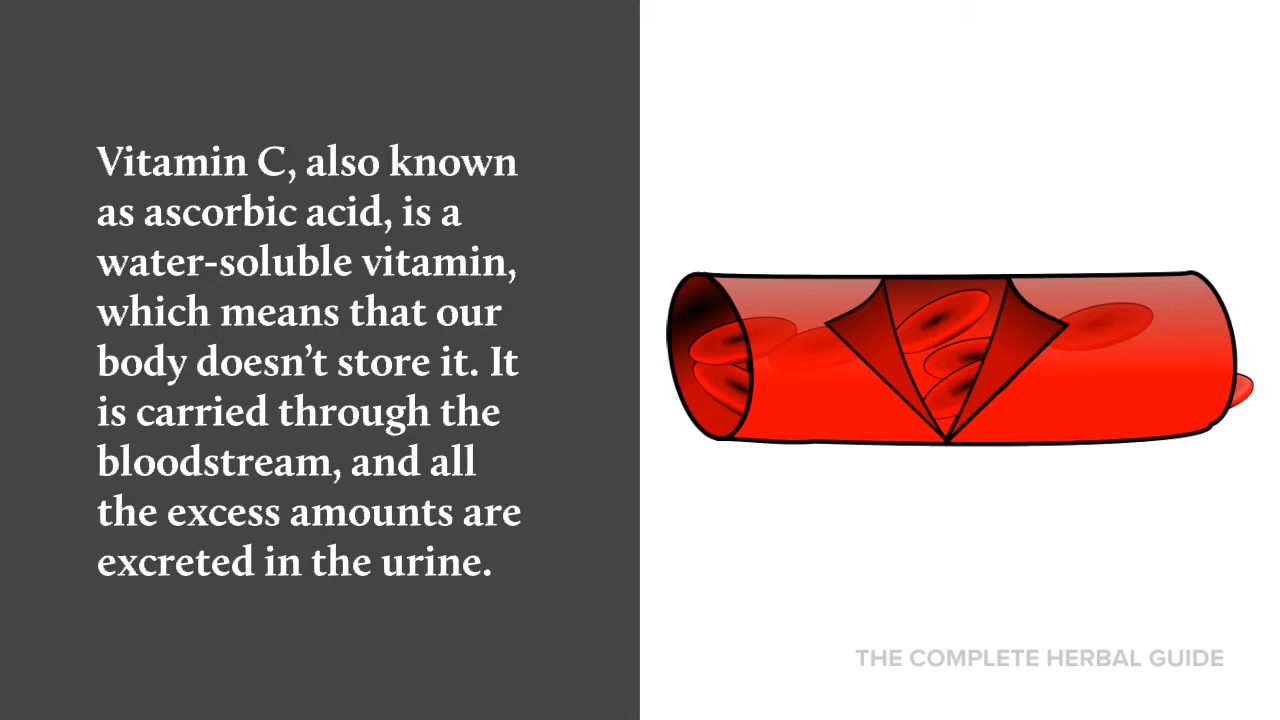 Vitamin C, also known
as ascorbic acid, is a
water-soluble vitamin,
which means that our
body doesn’t store it. It
is carried through the
bloodstream, and all
the excess amounts are
excreted in the urine.
THE COMPLETE HERBAL GUIDE